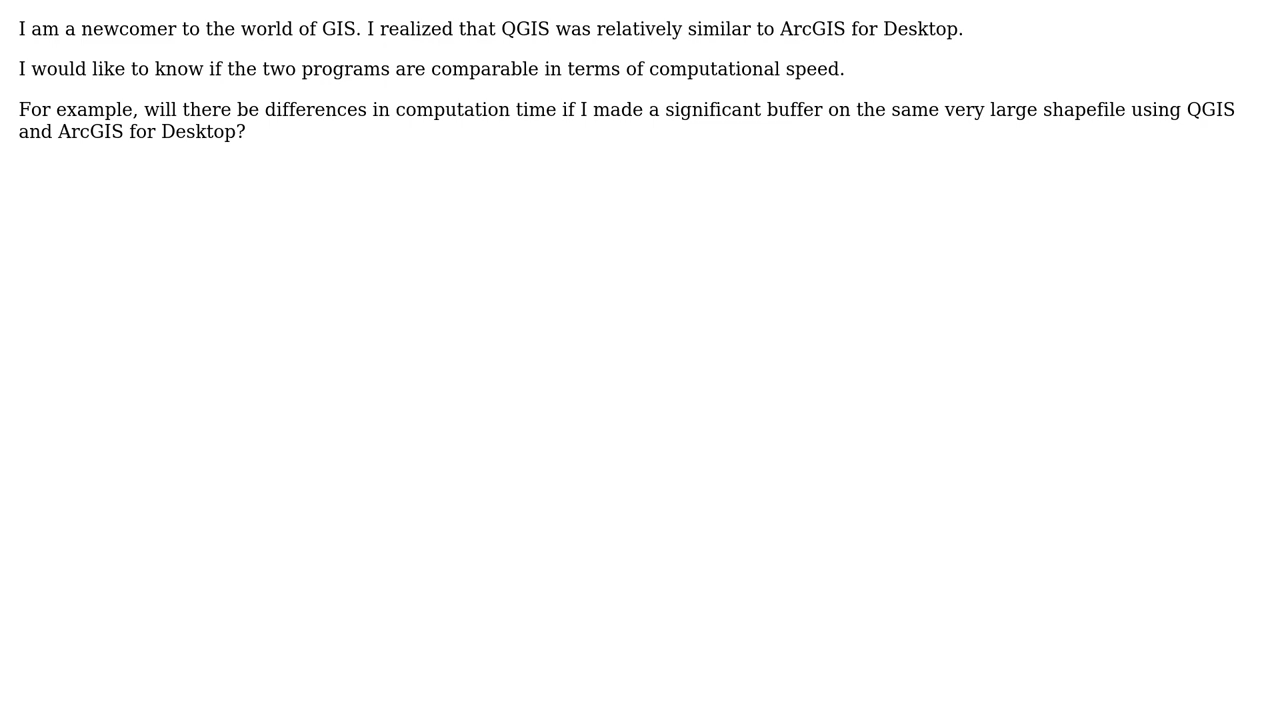 I am a newcomer to the world of GIS. I realized that QGIS was relatively similar to ArcGIS for Desktop.
I would like to know if the two programs are comparable in terms of computational speed.
For example, will there be differences in computation time if I made a significant buffer on the same very large shapefile using QGIS
and ArcGIS for Desktop?